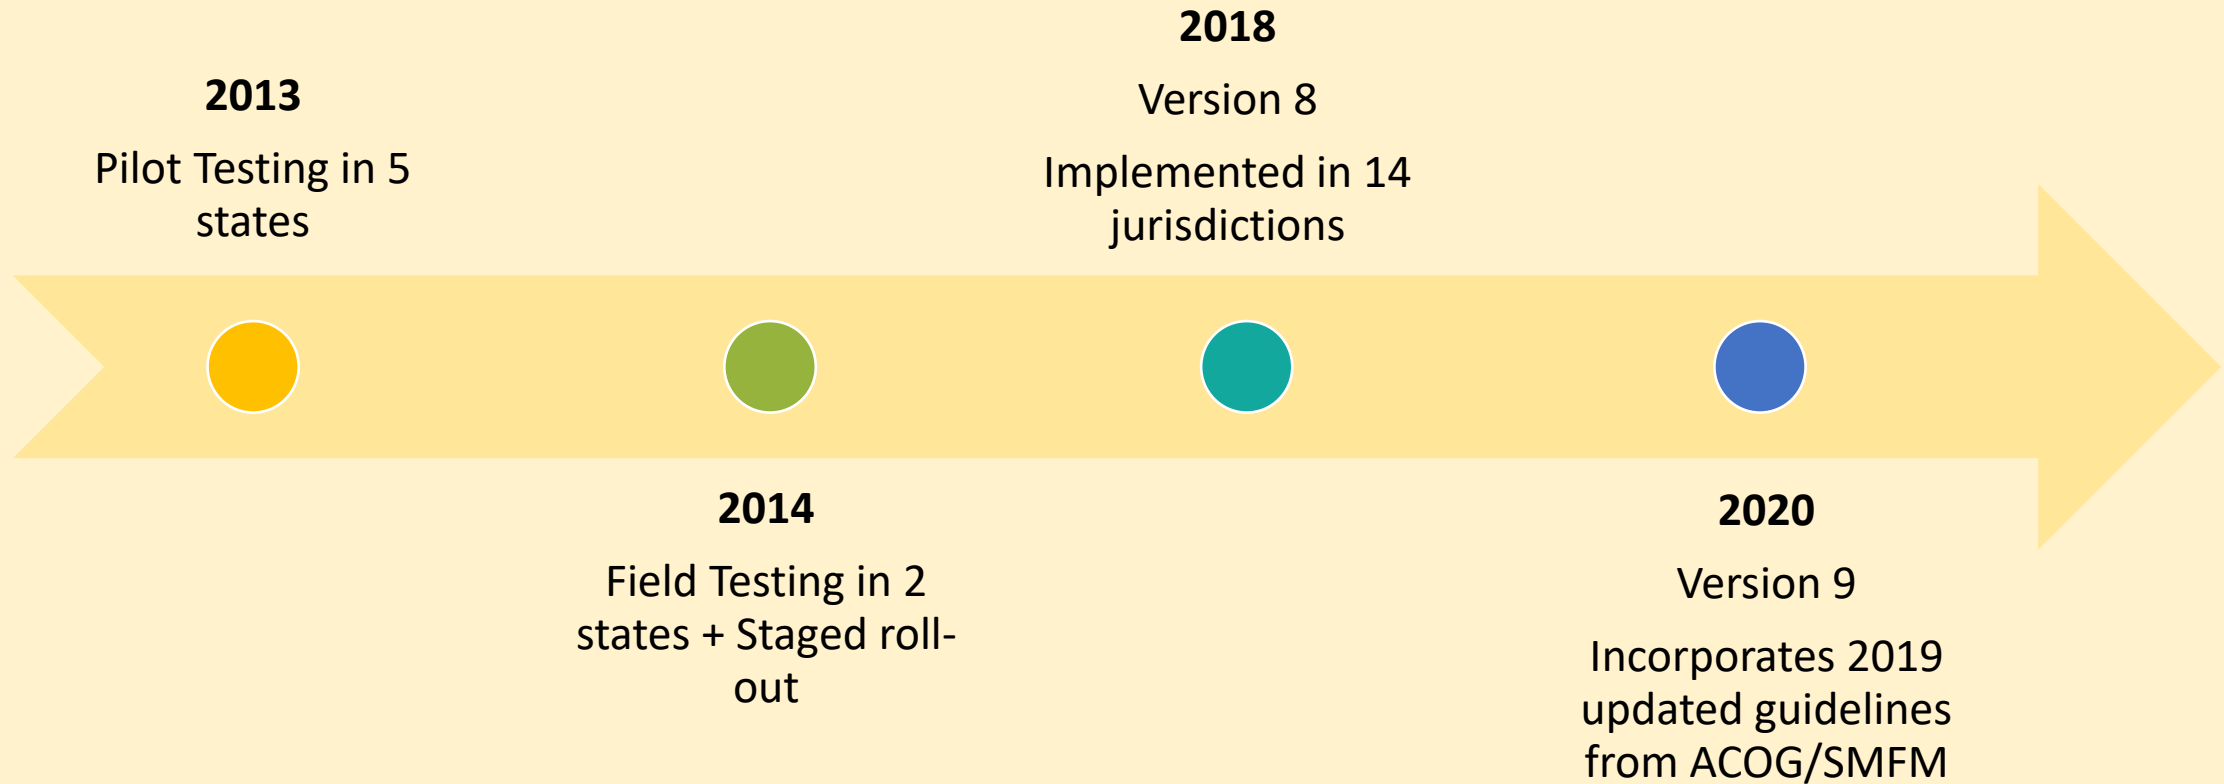 2013
Pilot Testing in 5
states
2014
Field Testing in 2
states + Staged roll-
out
2018
Version 8
Implemented in 14
jurisdictions
2020
Version 9
Incorporates 2019
updated guidelines
from ACOG/SMFM